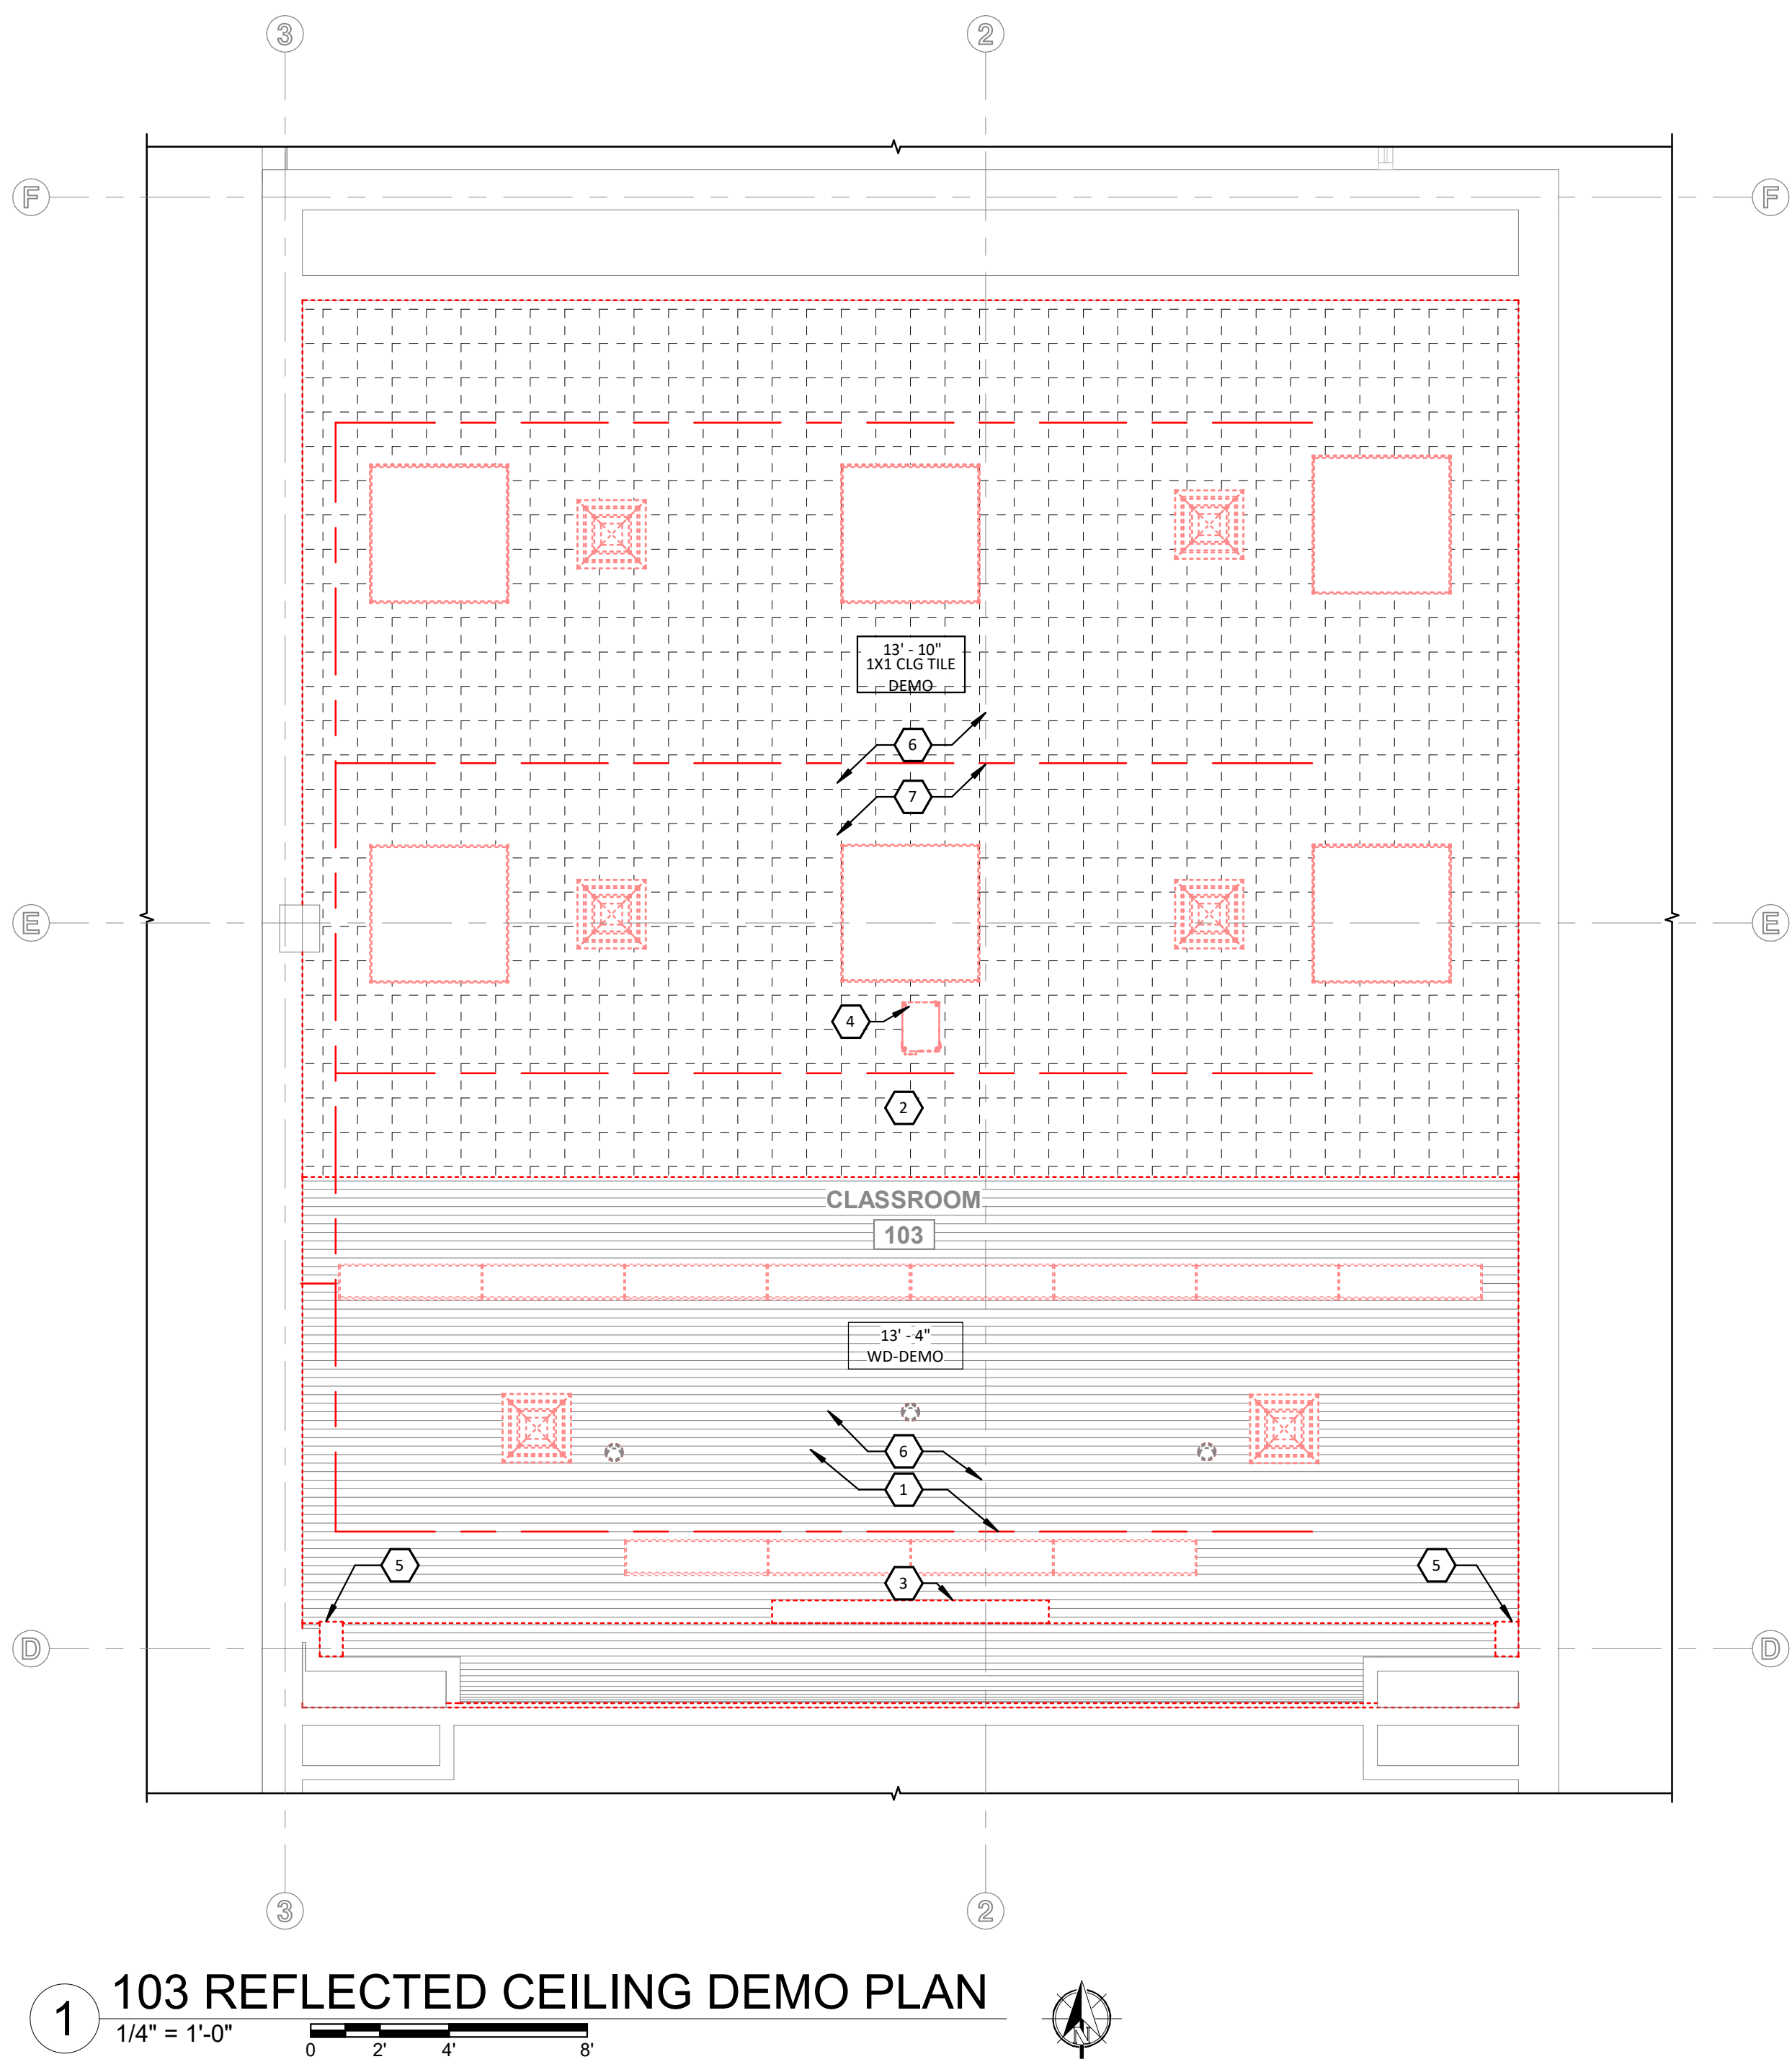 3
2
F
F
13' - 10"
1X1 CLG TILE
DEMO
6
7
E
E
4
2
CLASSROOM
103
13' - 4"
WD-DEMO
6
1
5
5
3
D
D
3
2
1
103 REFLECTED CEILING DEMO PLAN
1/4" = 1'-0"
0 2' 4' 8'
N